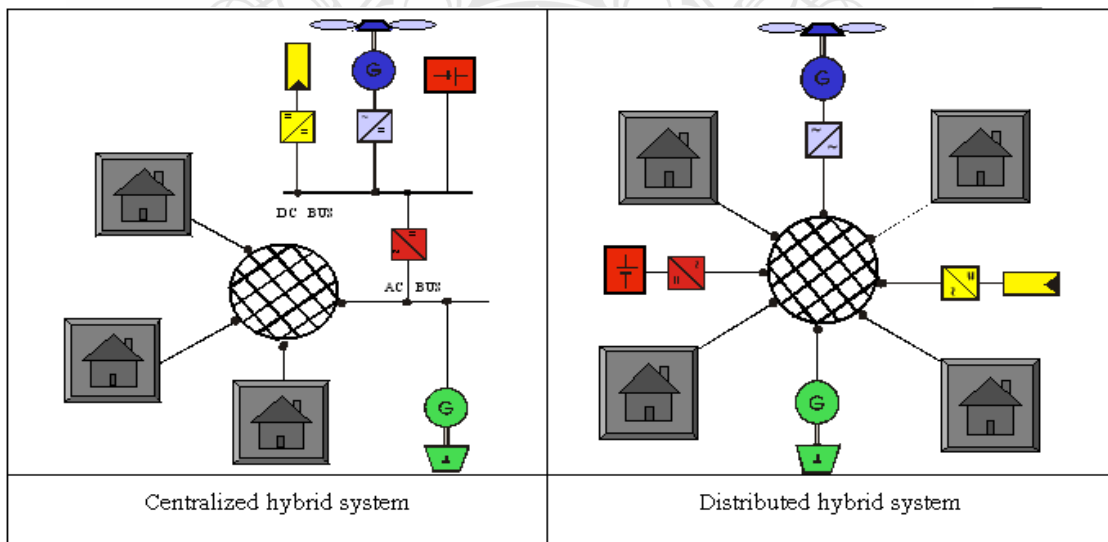 G
DC BUS
AC BUS
G
Centralized hybrid system
G
G
Distributed hybrid system